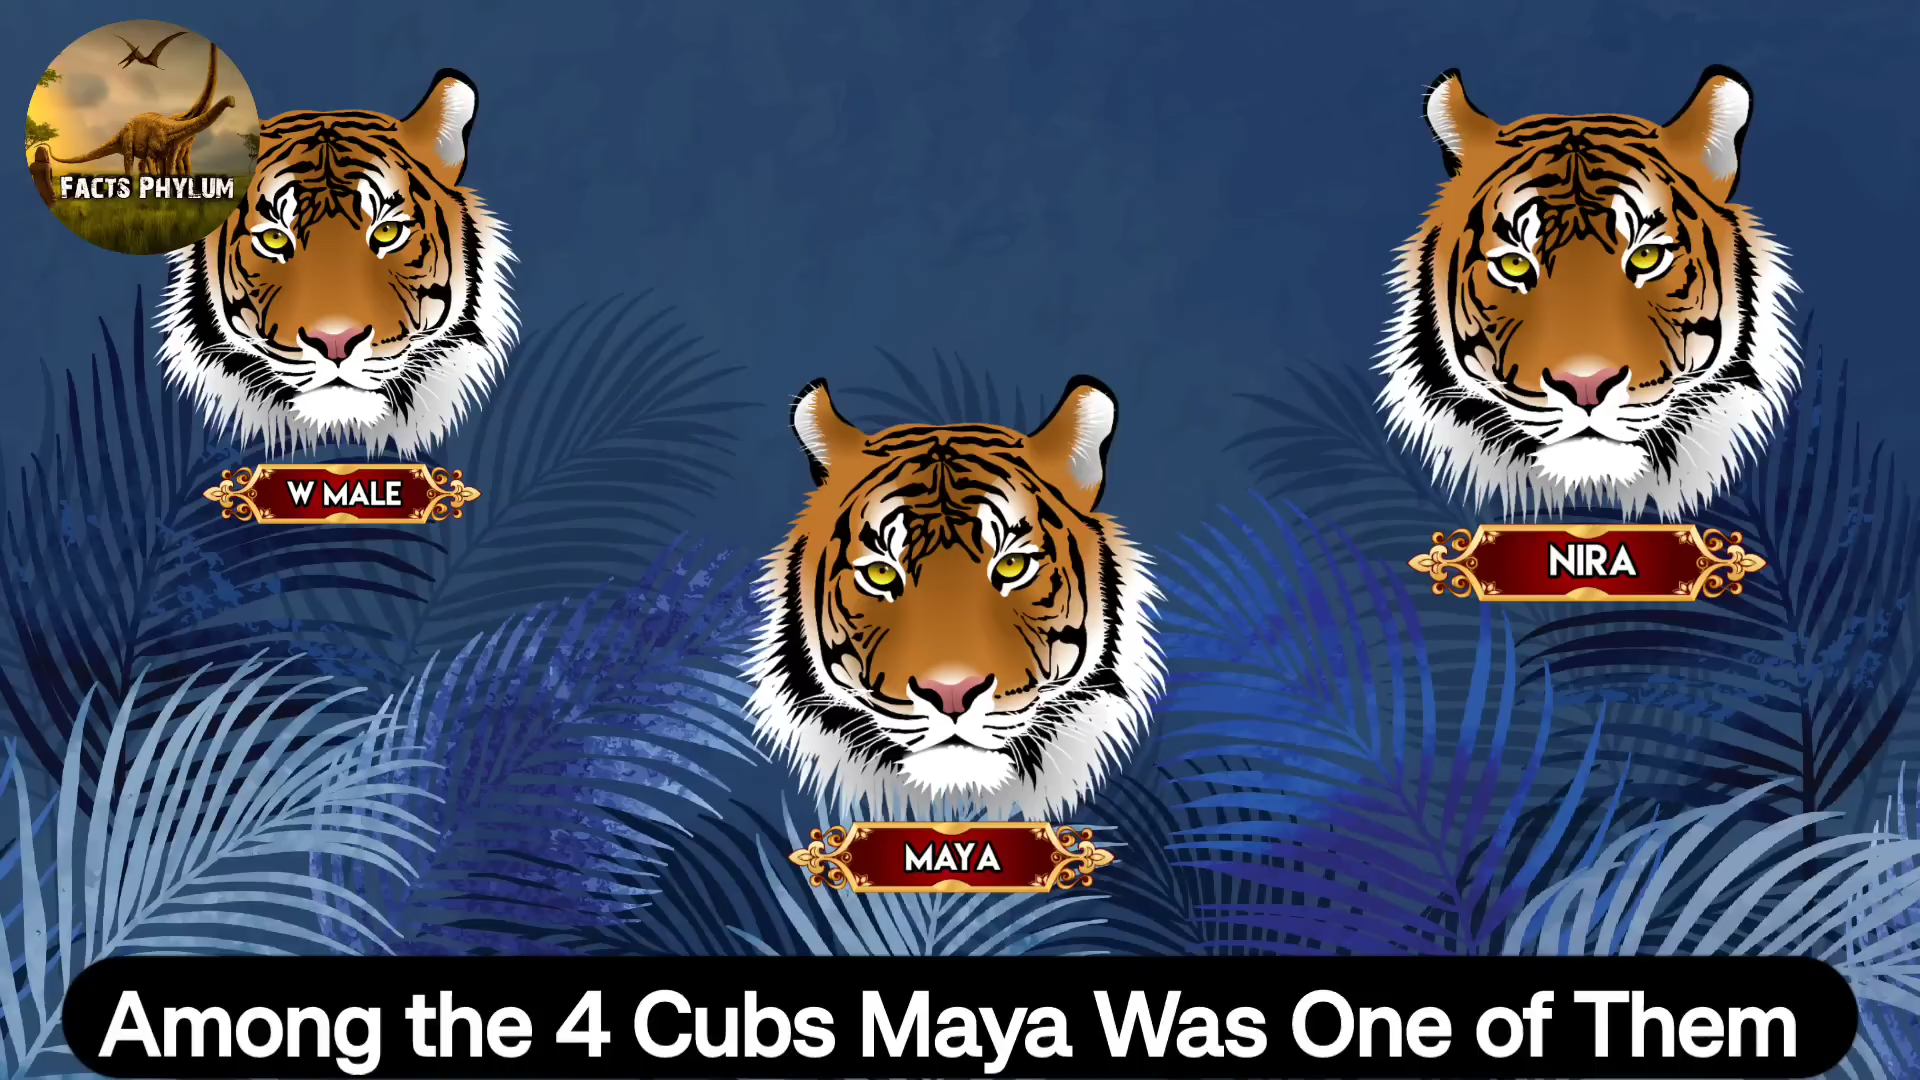 FACTS PHYLUM
W MALE
NIRA
MAYA
Among the 4 Cubs Maya Was One of Them